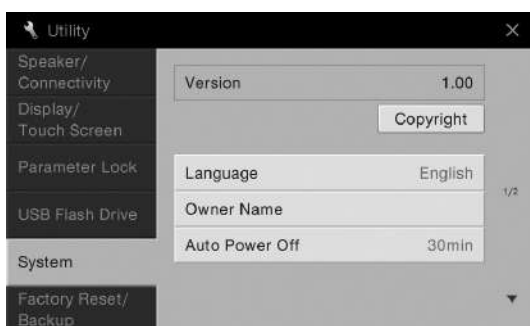 Utility
Speaker/
Connectivity
Display/
Touch Screen
Parameter Lock
USB Flash Drive
System
Factory Reset/
Backup
Version 1.00
Copyright
Language English
Owner Name
Auto Power Off 30min
1/2